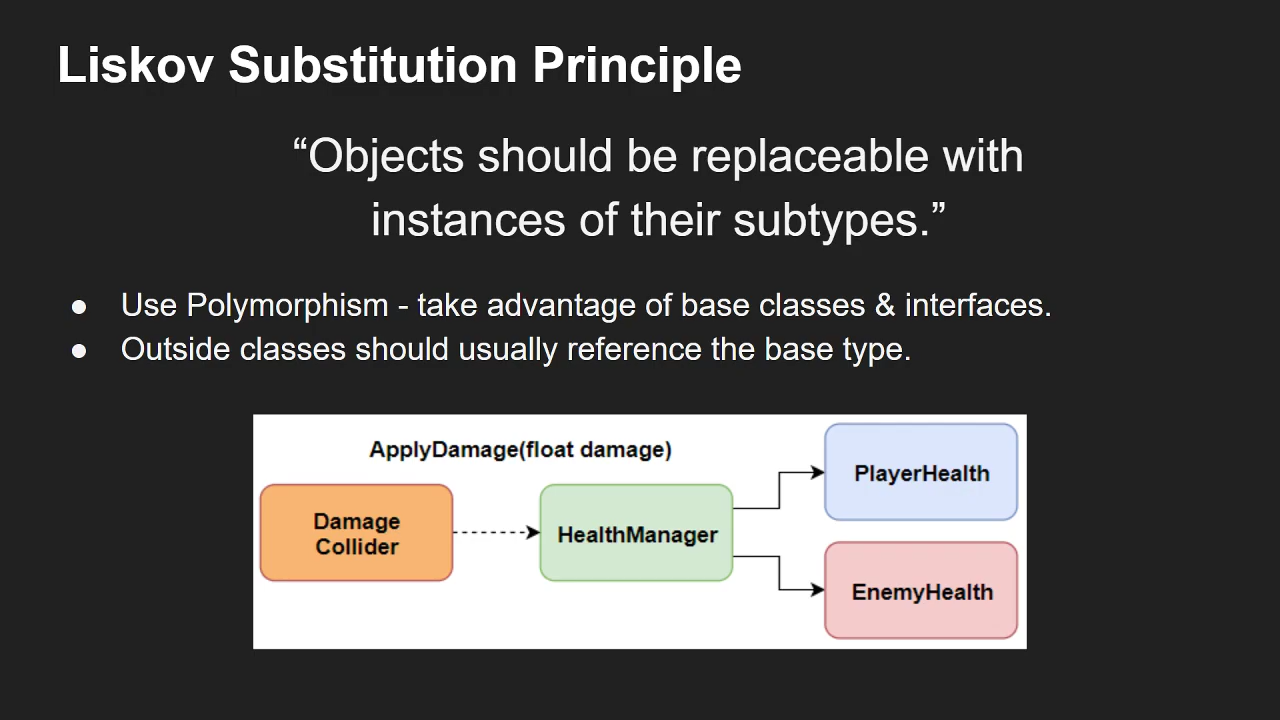 Liskov Substitution Principle
“Objects should be replaceable with
instances of their subtypes.”
● Use Polymorphism - take advantage of base classes & interfaces.
● Outside classes should usually reference the base type.
ApplyDamage(float damage)
Damage
Collider
HealthManager
PlayerHealth
EnemyHealth